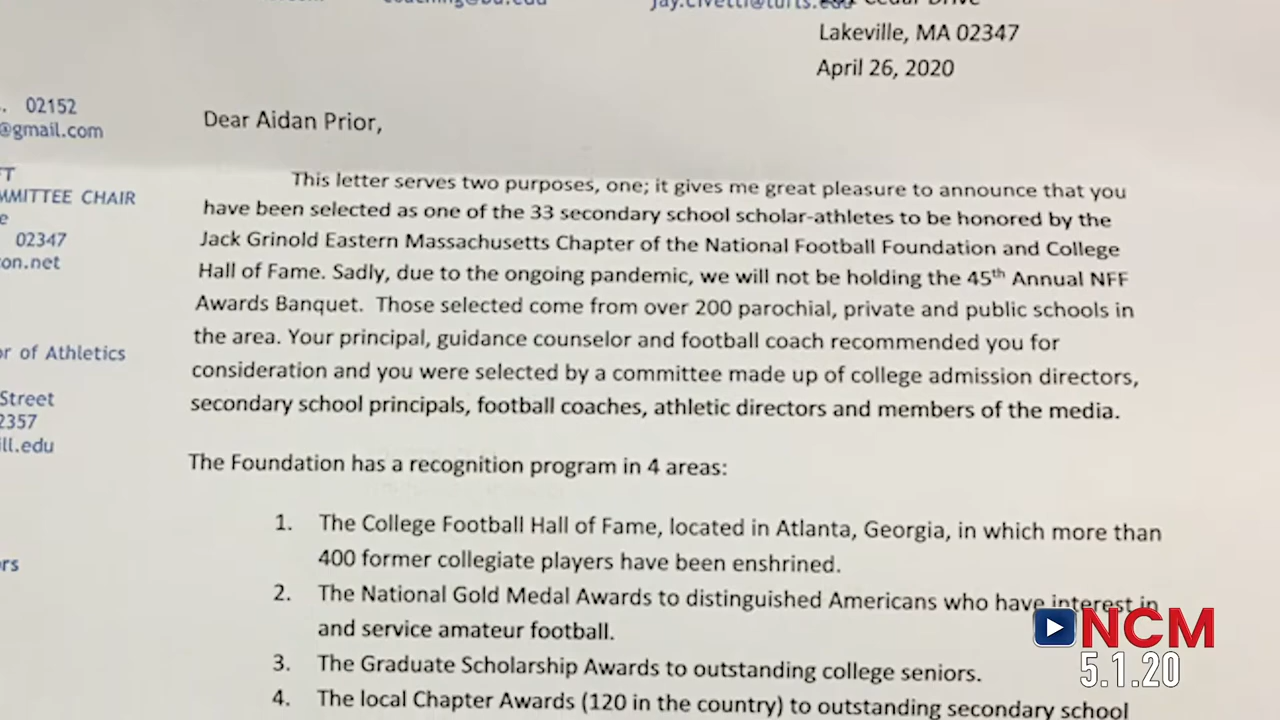 coaching@bu.edu
jay.civetti@tufts.edu
Cedar Drive
Lakeville, MA 02347
April 26, 2020
02152
@gmail.com
MMITTEE CHAIR
02347
on.net
or of Athletics
Street
2357
ill.edu
rs
Dear Aidan Prior,
This letter serves two purposes, one; it gives me great pleasure to announce that you
have been selected as one of the 33 secondary school scholar-athletes to be honored by the
Jack Grinold Eastern Massachusetts Chapter of the National Football Foundation and College
Hall of Fame. Sadly, due to the ongoing pandemic, we will not be holding the 45th Annual NFF
Awards Banquet. Those selected come from over 200 parochial, private and public schools in
the area. Your principal, guidance counselor and football coach recommended you for
consideration and you were selected by a committee made up of college admission directors,
secondary school principals, football coaches, athletic directors and members of the media.
The Foundation has a recognition program in 4 areas:
1. The College Football Hall of Fame, located in Atlanta, Georgia, in which more than
400 former collegiate players have been enshrined.
2. The National Gold Medal Awards to distinguished Americans who have interest in
and service amateur football.
3. The Graduate Scholarship Awards to outstanding college seniors.
4. The local Chapter Awards (120 in the country) to outstanding secondary school
NCM
5.1.20